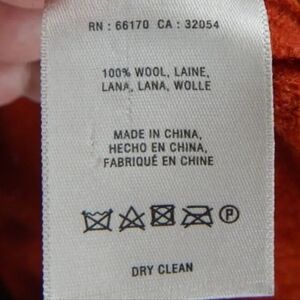 RN : 66170 CA : 32054
100% WOOL, LAINE,
LANA, LANA, WOLLE
MADE IN CHINA,
HECHO EN CHINA,
FABRIQUÉ EN CHINE
P
DRY CLEAN